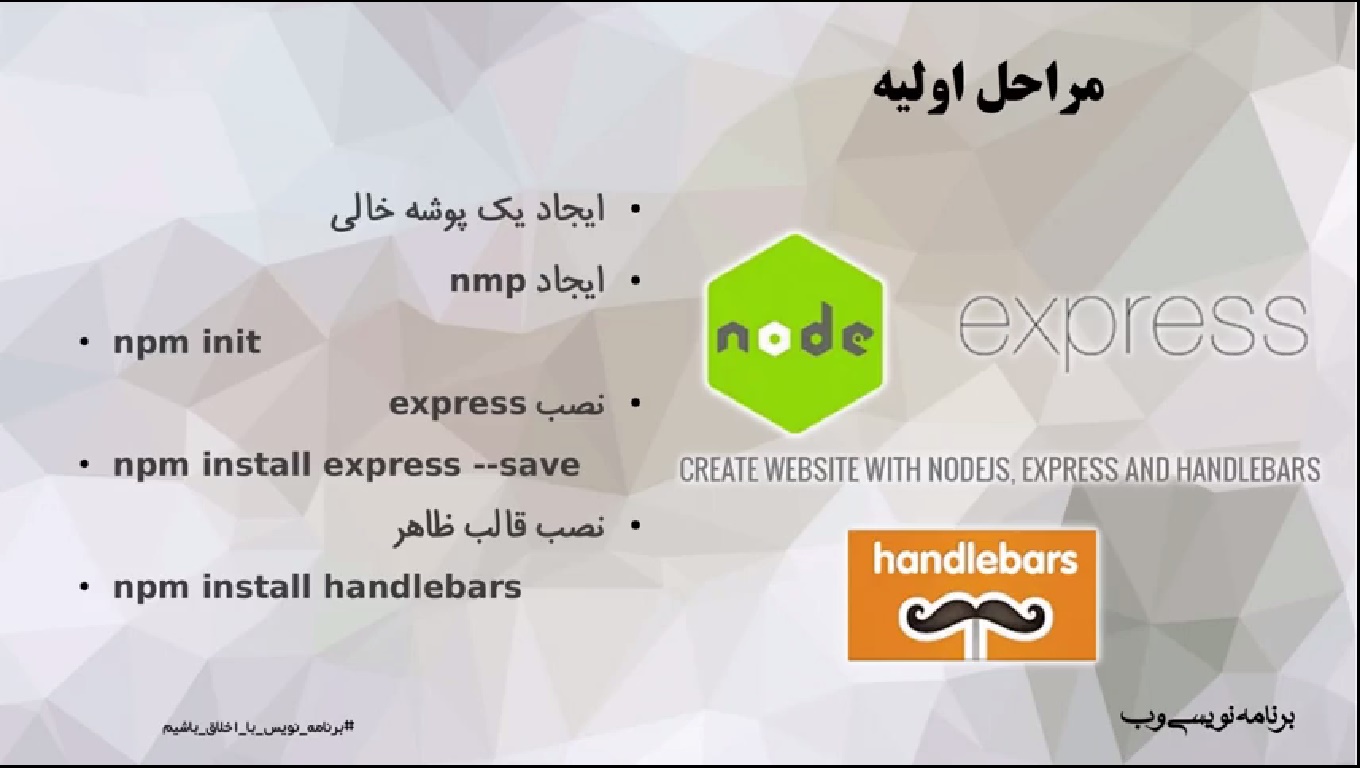 مراحل اولیه
ایجاد یک پوشه خالی
ایجاد nmp
npm init
نصب express
npm install express --save
نصب قالب ظاهر
npm install handlebars
node
express
CREATE WEBSITE WITH NODEJS, EXPRESS AND HANDLEBARS
handlebars
#برنامه_نویس_با_اخلاق_باشیم
برنامه نویسی وب